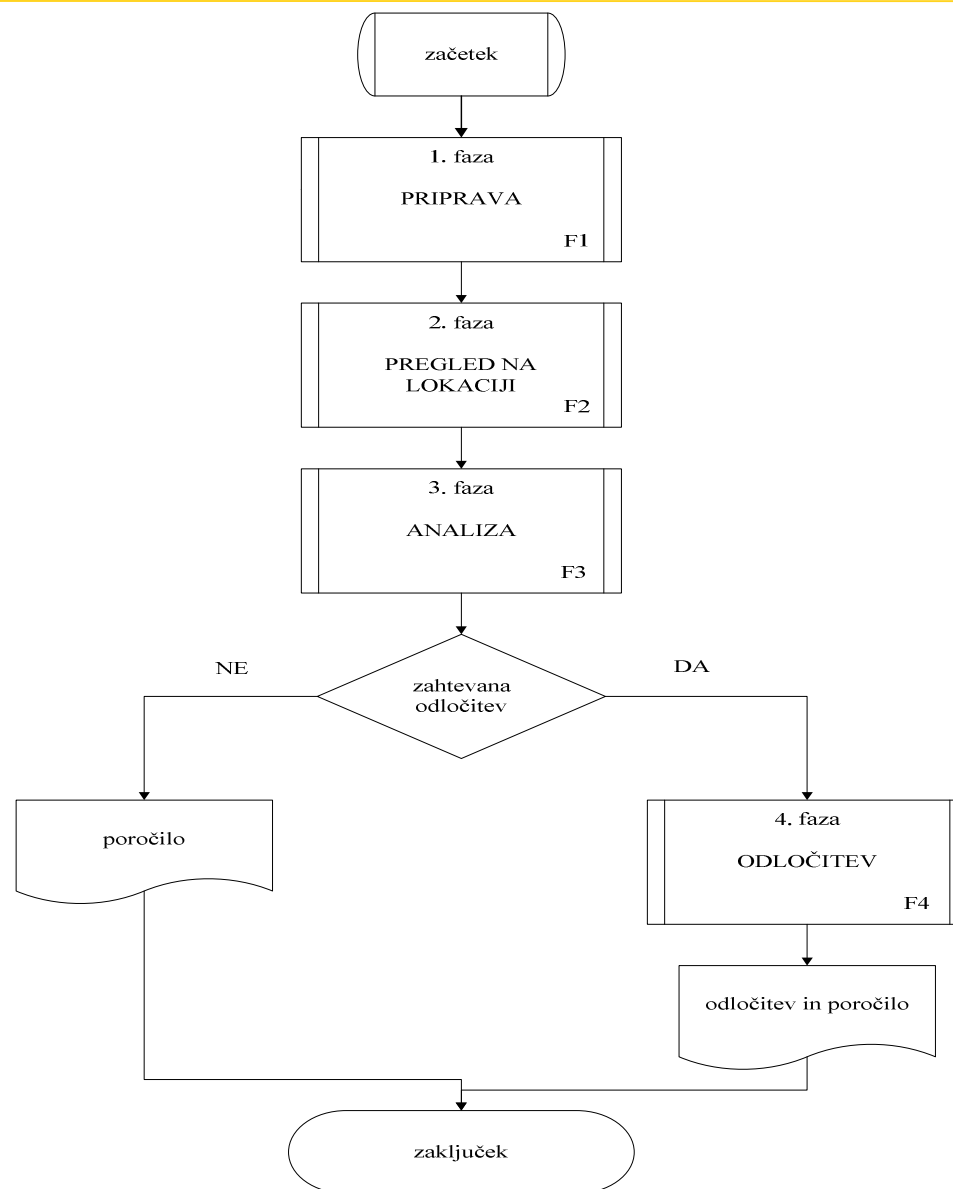 začetek
1. faza
PRIPRAVA
F1
2. faza
PREGLED NA
LOKACIJI
F2
3. faza
ANALIZA
F3
NE
DA
zahtevana
odločitev
poročilo
4. faza
ODLOČITEV
F4
odločitev in poročilo
zaključek